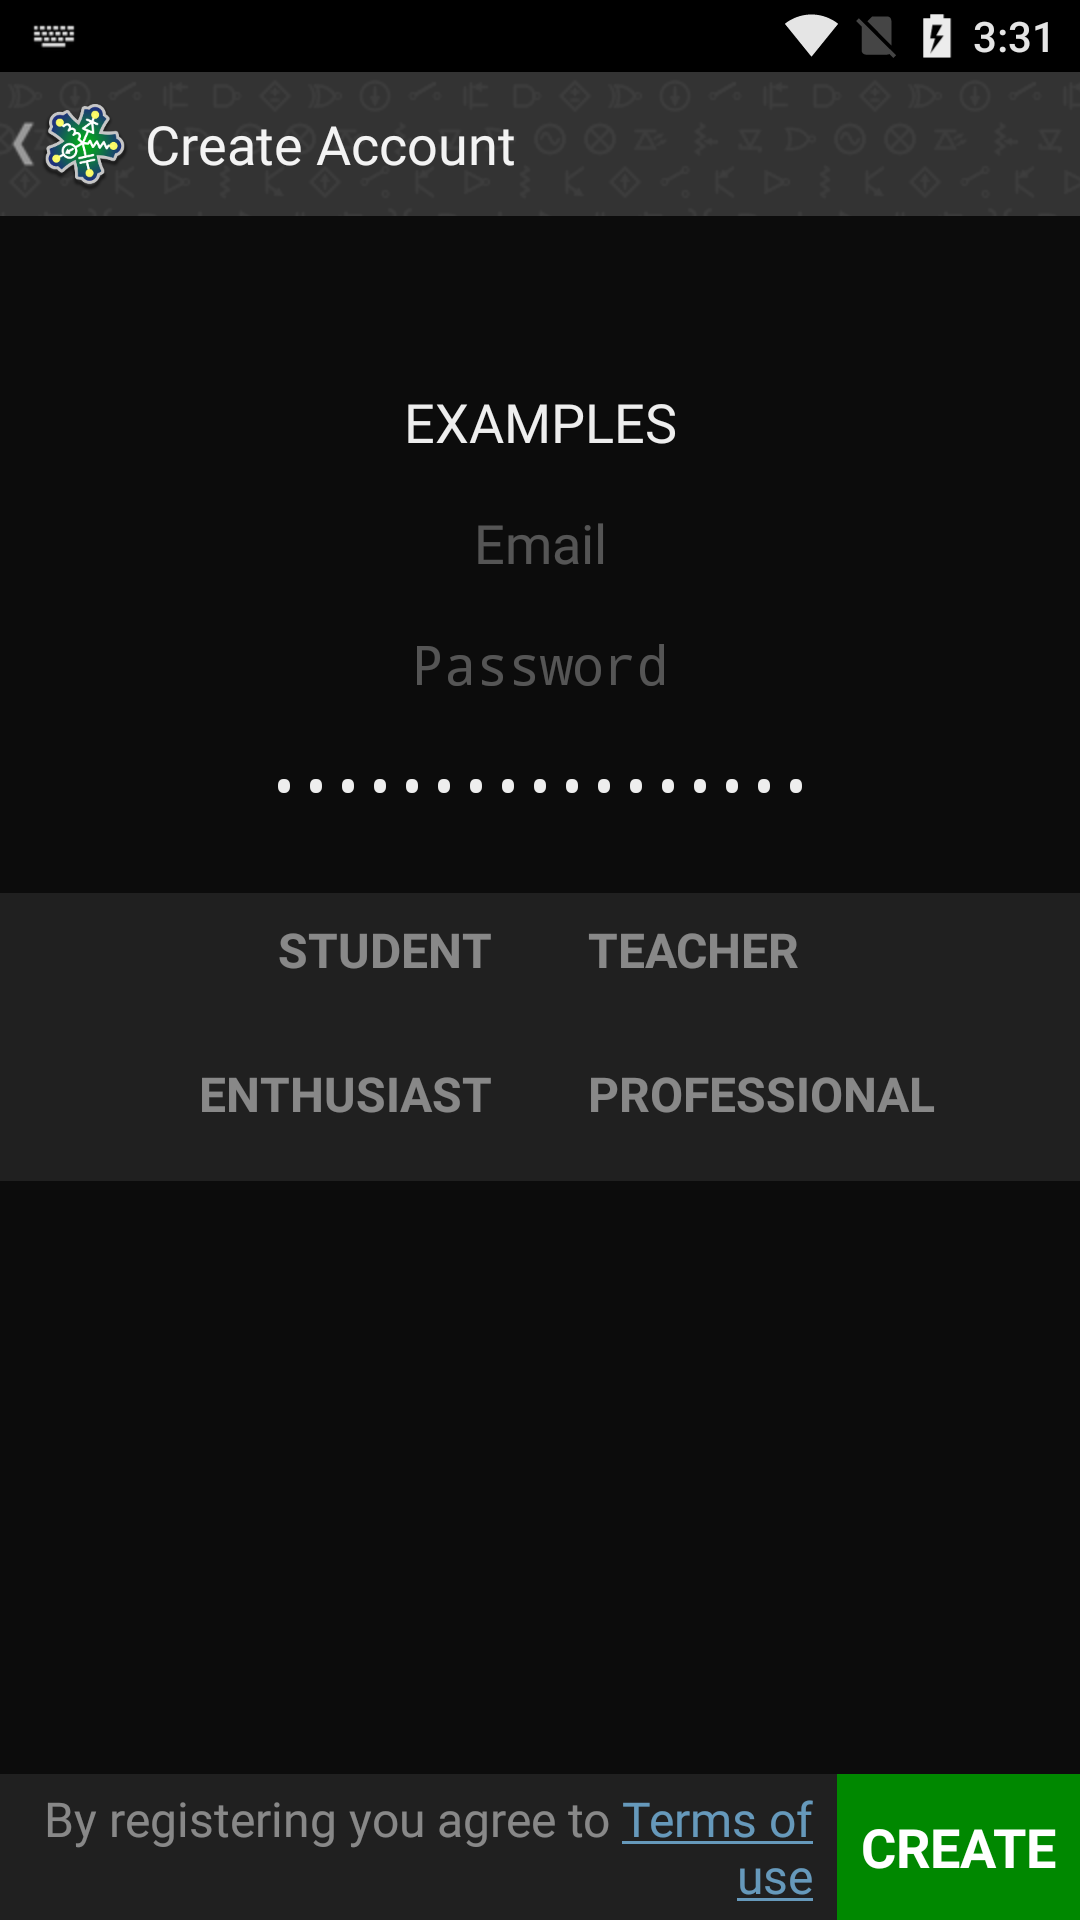 3:31
Create Account
EXAMPLES
Email
Password
••••••••••••••••• 
STUDENT TEACHER
ENTHUSIAST PROFESSIONAL
By registering you agree to Terms of
use
CREATE